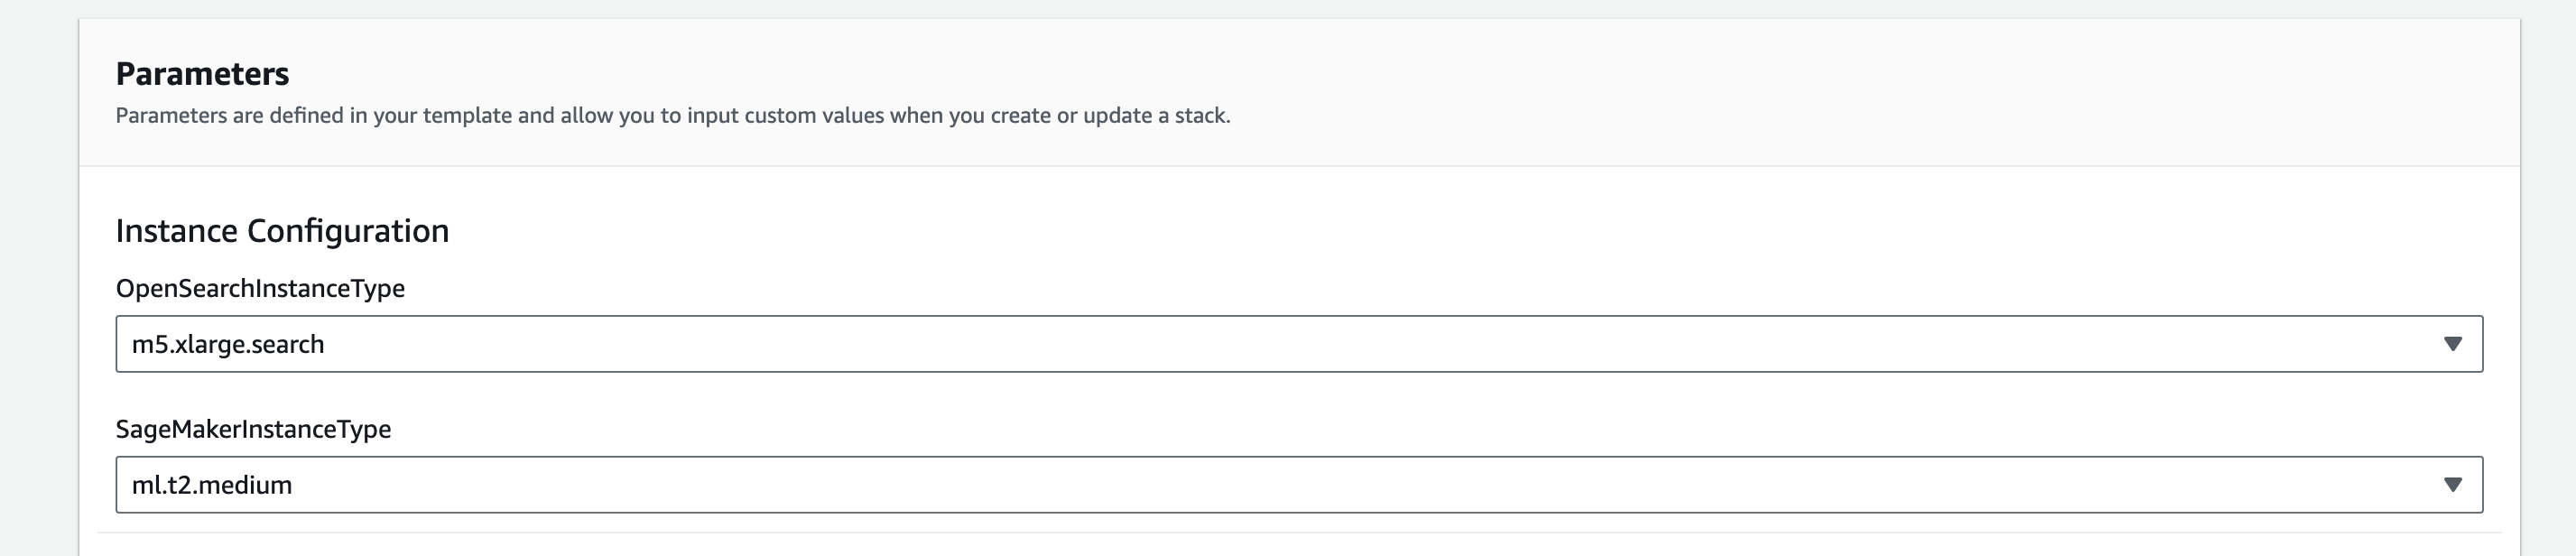 Parameters
Parameters are defined in your template and allow you to input custom values when you create or update a stack.
Instance Configuration
OpenSearchInstanceType
m5.xlarge.search
SageMakerInstanceType
ml.t2.medium